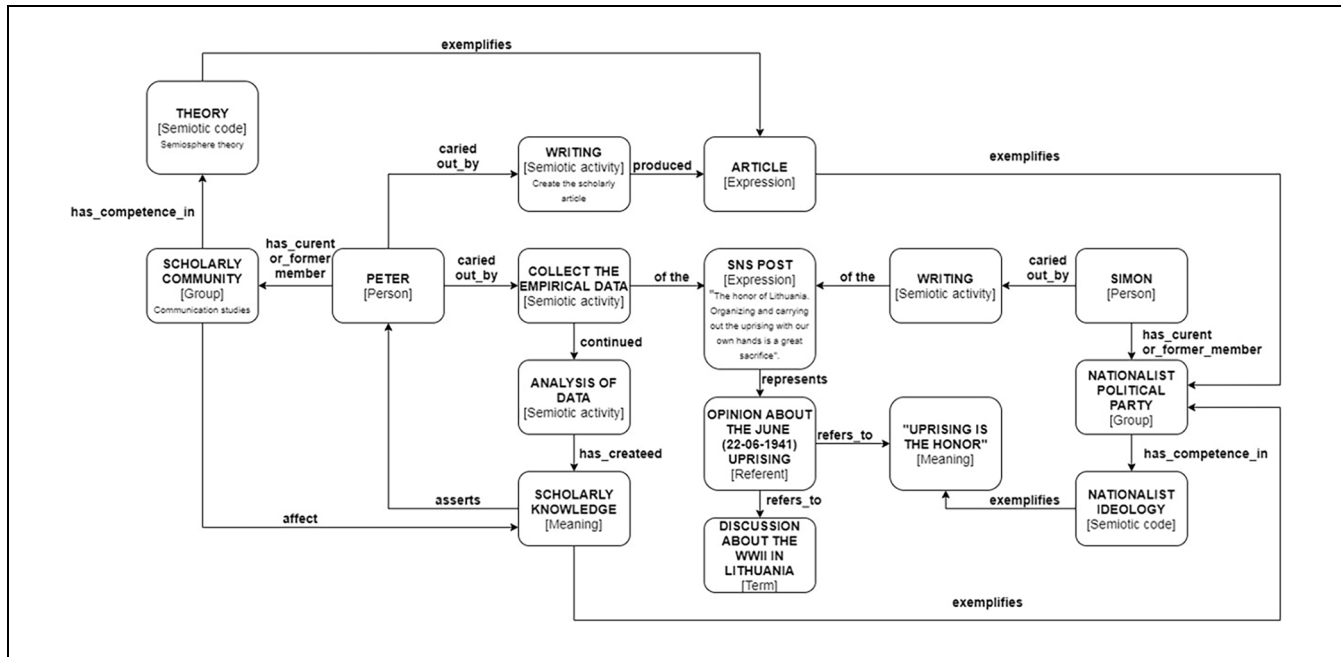 exemplifies
THEORY
[Semiotic code]
Semiosphere theory
caried
out_by
WRITING
[Semiotic activity]
Create the scholarly
article
produced
ARTICLE
[Expression]
exemplifies
has_competence_in
SCHOLARLY
COMMUNITY
[Group]
Communication studies
has_curent
or_former
member
PETER
[Person]
caried
out_by
COLLECT THE
EMPIRICAL DATA
[Semiotic activity]
of the
SNS POST
[Expression]
"The honor of Lithuania.
Organizing and carrying
out the uprising with our
own hands is a great
sacrifice".
of the
WRITING
[Semiotic activity]
caried
out_by
SIMON
[Person]
continued
represents
has_curent
or_former_member
ANALYSIS OF
DATA
[Semiotic activity]
OPINION ABOUT
THE JUNE
(22-06-1941)
UPRISING
[Referent]
refers_to
"UPRISING IS
THE HONOR"
[Meaning]
NATIONALIST
POLITICAL
PARTY
[Group]
has_createed
has_competence_in
asserts
SCHOLARLY
KNOWLEDGE
[Meaning]
refers_to
exemplifies
NATIONALIST
IDEOLOGY
[Semiotic code]
affect
DISCUSSION
ABOUT THE
WWII IN
LITHUANIA
[Term]
exemplifies